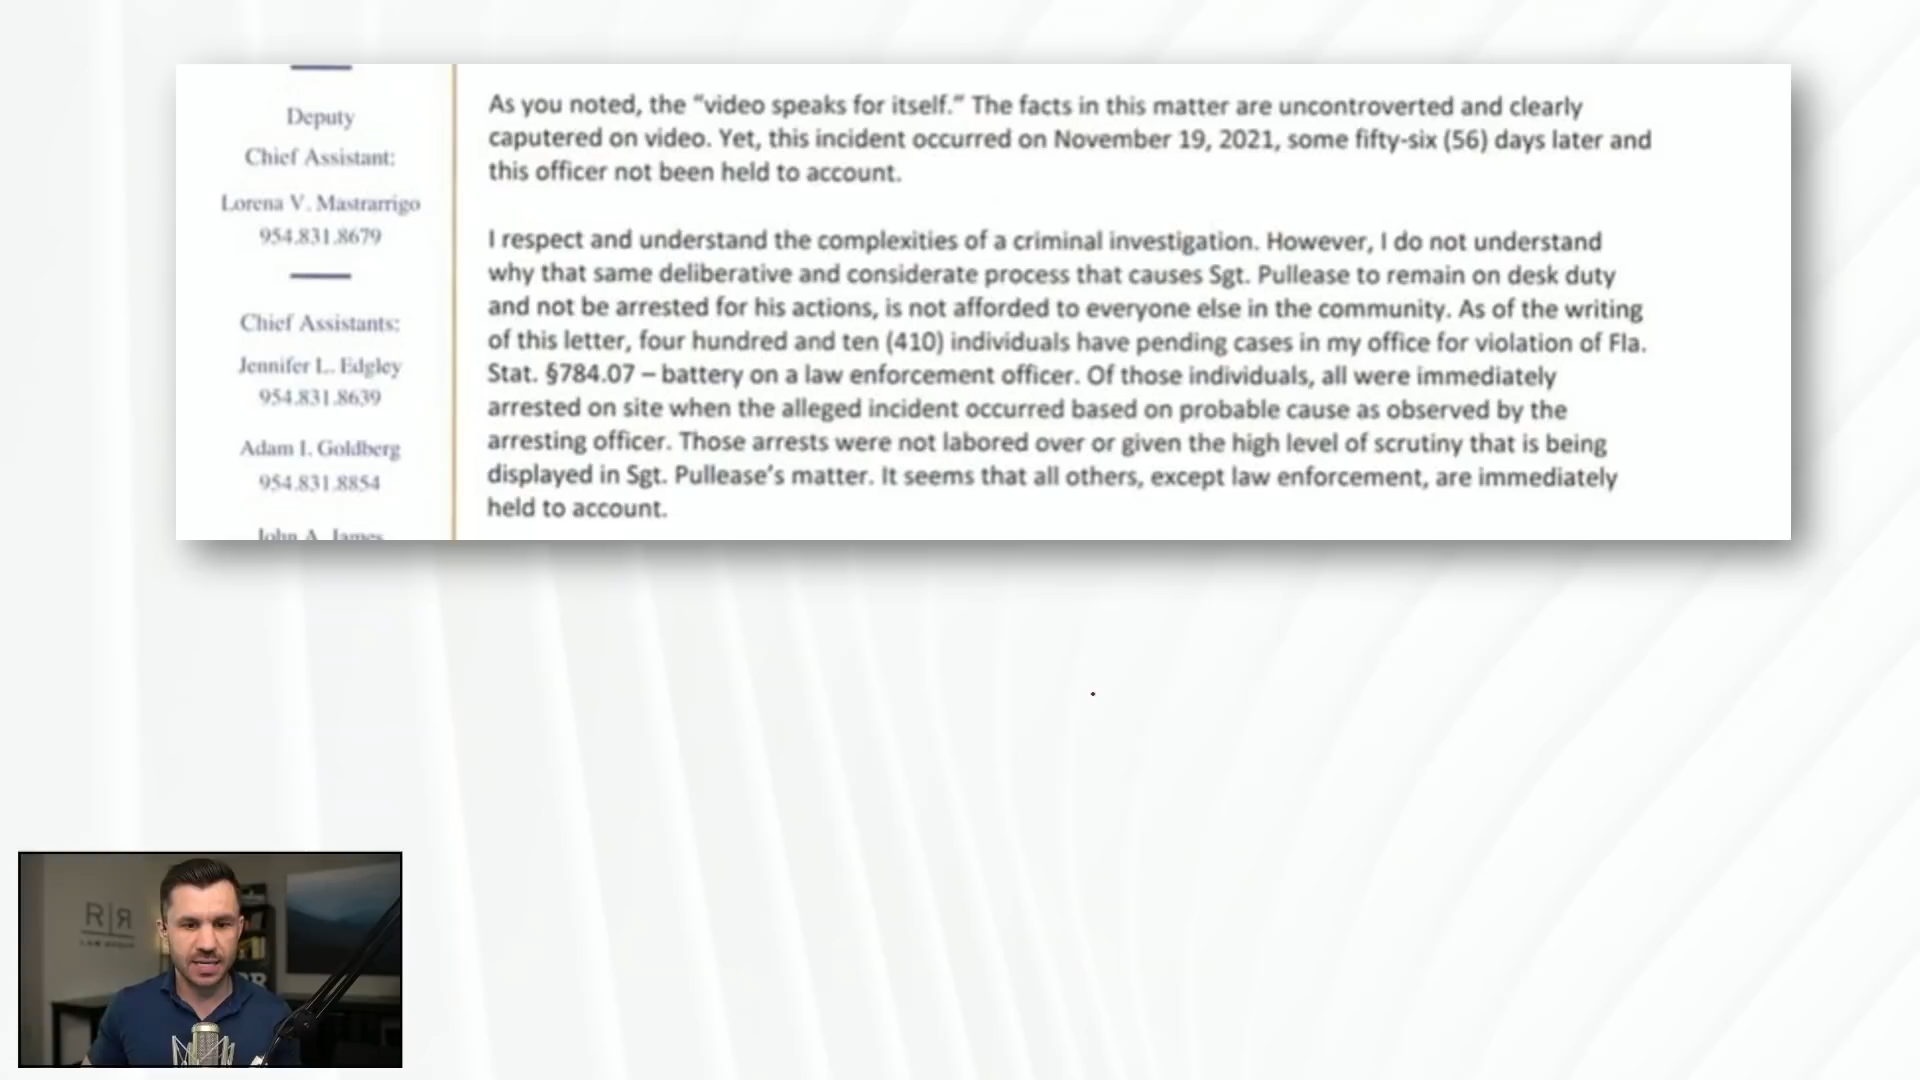 Deputy
Chief Assistant:
Lorena V. Mastrarrigo
954.831.8679
Chief Assistants:
Jennifer L. Edgley
954.831.8639
Adam I. Goldberg
954.831.8854
John A. James
As you noted, the “video speaks for itself.” The facts in this matter are uncontroverted and clearly
caputered on video. Yet, this incident occurred on November 19, 2021, some fifty-six (56) days later and
this officer not been held to account.
I respect and understand the complexities of a criminal investigation. However, I do not understand
why that same deliberative and considerate process that causes Sgt. Pullease to remain on desk duty
and not be arrested for his actions, is not afforded to everyone else in the community. As of the writing
of this letter, four hundred and ten (410) individuals have pending cases in my office for violation of Fla.
Stat. §784.07 – battery on a law enforcement officer. Of those individuals, all were immediately
arrested on site when the alleged incident occurred based on probable cause as observed by the
arresting officer. Those arrests were not labored over or given the high level of scrutiny that is being
displayed in Sgt. Pullease’s matter. It seems that all others, except law enforcement, are immediately
held to account.
R|R
LAW GROUP